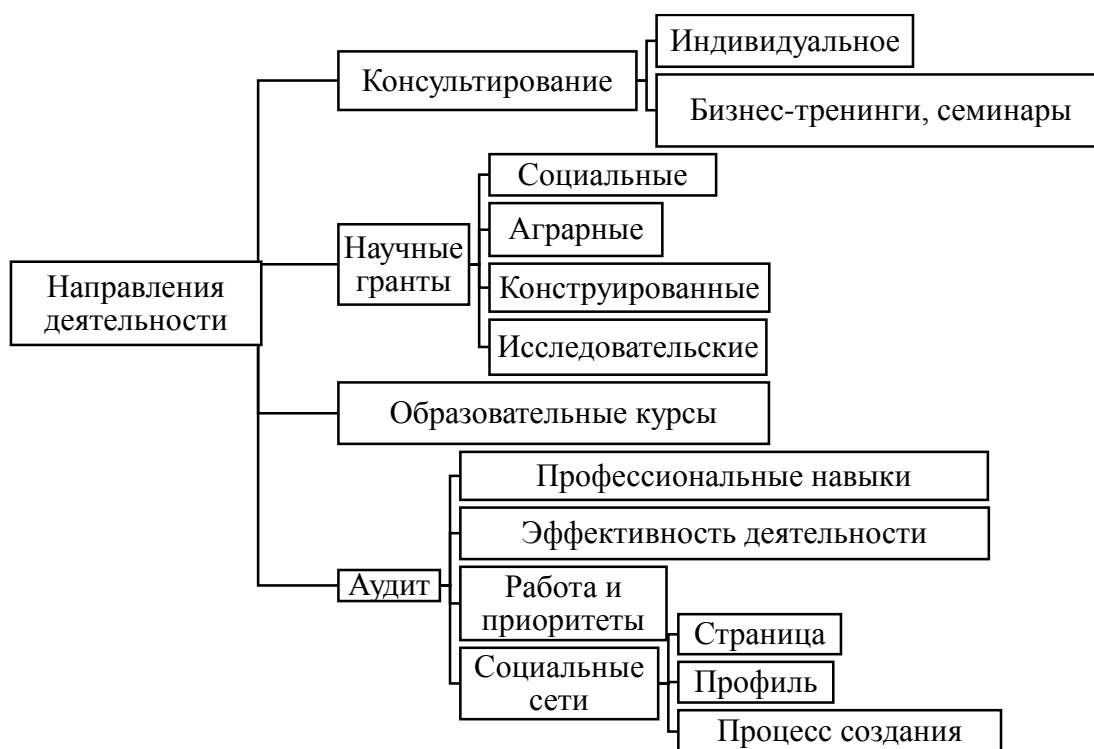 Индивидуальное
Консультирование
Бизнес-тренинги, семинары
Социальные
Аграрные
Научные
гранты
Конструированные
Направления
деятельности
Исследовательские
Образовательные курсы
Профессиональные навыки
Эффективность деятельности
Аудит
Работа и
приоритеты
Страница
Социальные
сети
Профиль
Процесс создания